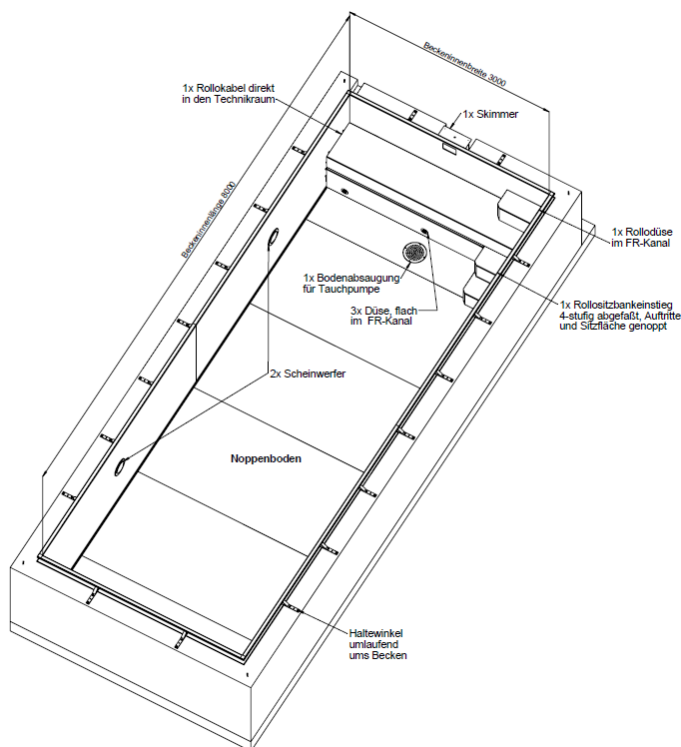 Beckeninnenbreite 3000
1x Rollokabel direkt
in den Technikraum
1x Skimmer
Beckeninnenlänge 8000
1x Rollodüse
im FR-Kanal
1x Bodenabsaugung
für Tauchpumpe
3x Düse, flach
im FR-Kanal
1x Rollositzbankeinstieg
4-stufig abgefaßt, Auftritte
und Sitzfläche genoppt
2x Scheinwerfer
Noppenboden
Haltewinkel
umlaufend
ums Becken